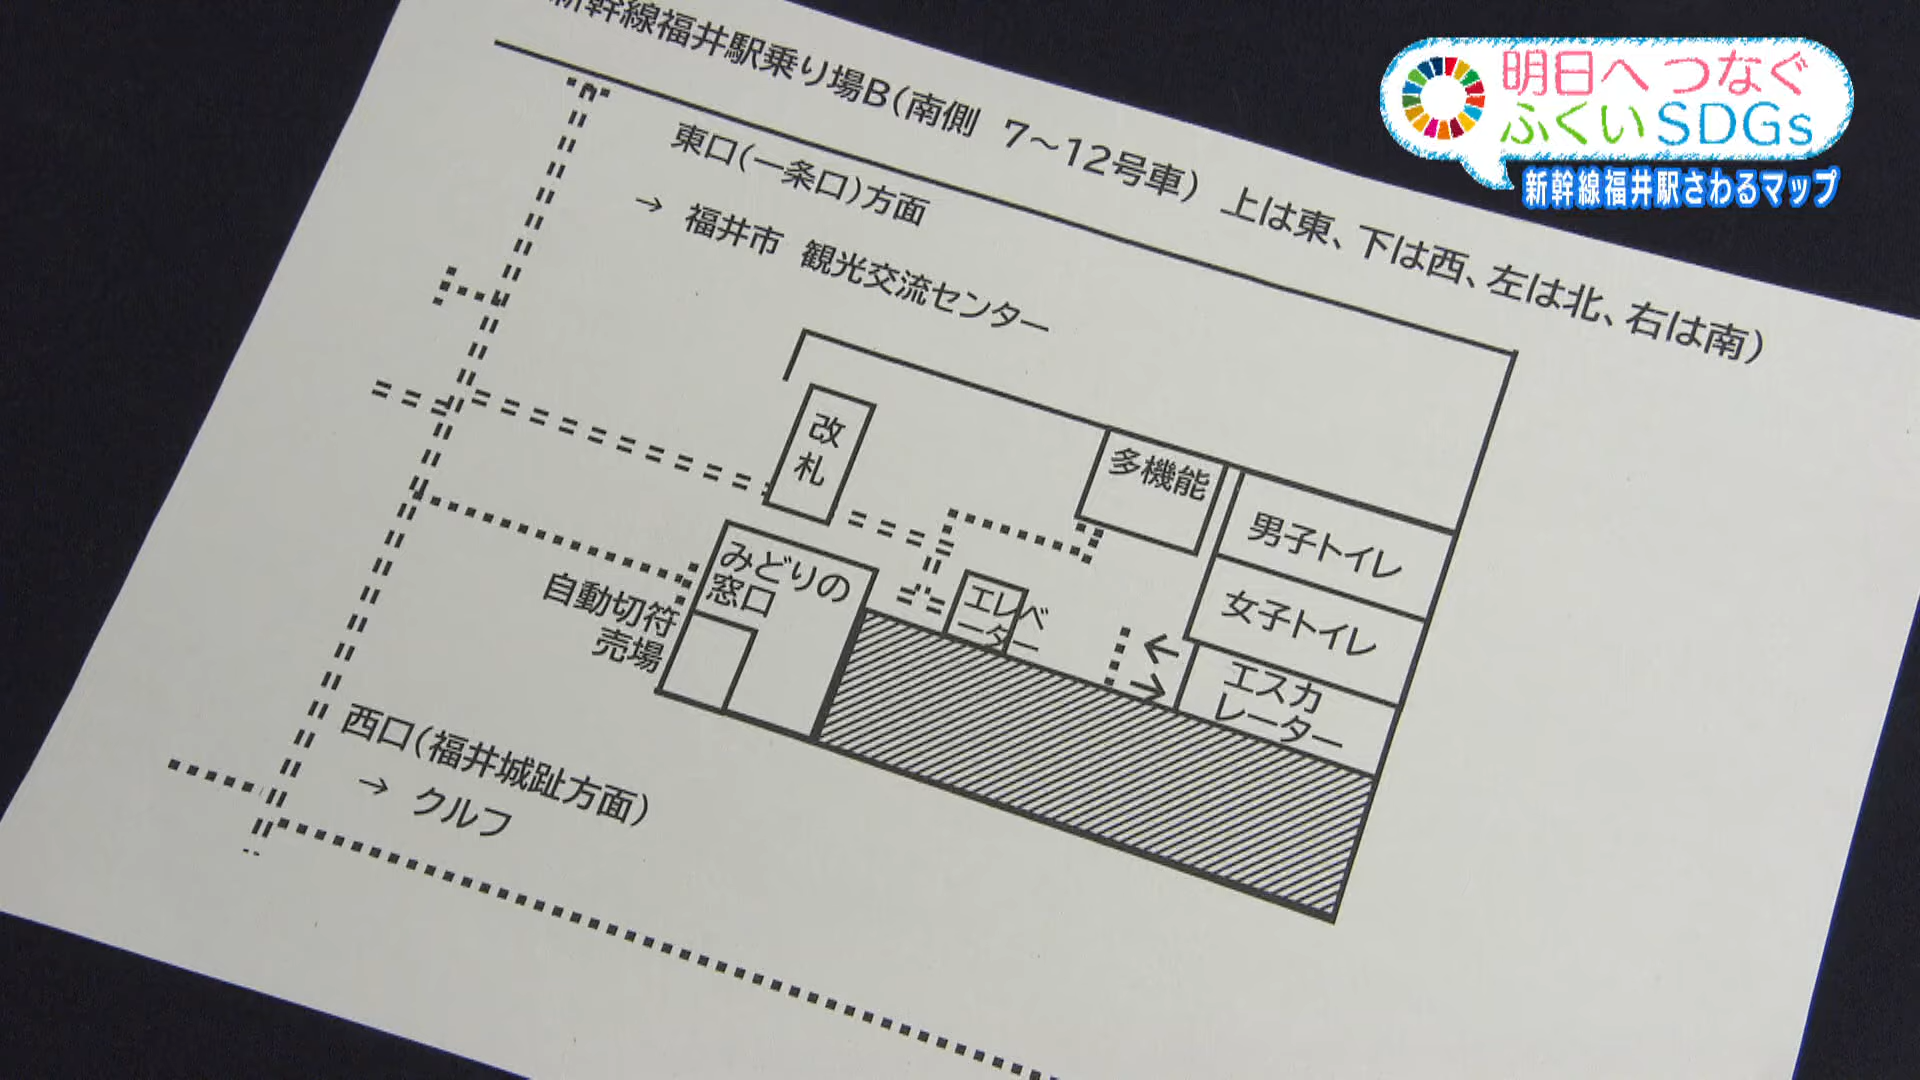 新幹線福井駅乗り場B(南側 7～12号車) 上は東、下は西、左は北、右は南)
東口(一条口)方面
→ 福井市 観光交流センター
改
札
多機能
男子トイレ
みどりの
窓口
自動切符
売場
エレベ
ーター
女子トイレ
←
→
エスカ
レーター
西口(福井城趾方面)
→ クルフ
明日へつなぐ
ふくいSDGs
新幹線福井駅さわるマップ